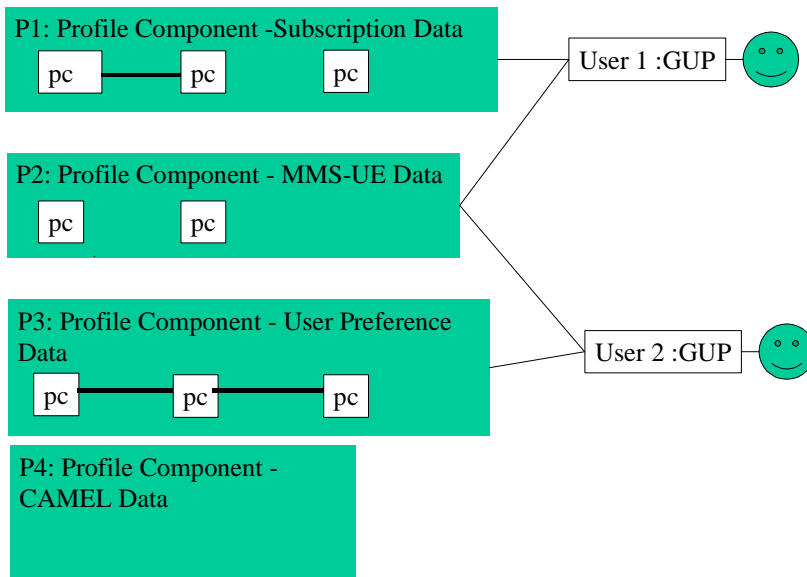 P1: Profile Component -Subscription Data
pc pc pc
User 1 :GUP
P2: Profile Component - MMS-UE Data
pc pc
P3: Profile Component - User Preference
Data
pc pc pc
User 2 :GUP
P4: Profile Component -
CAMEL Data